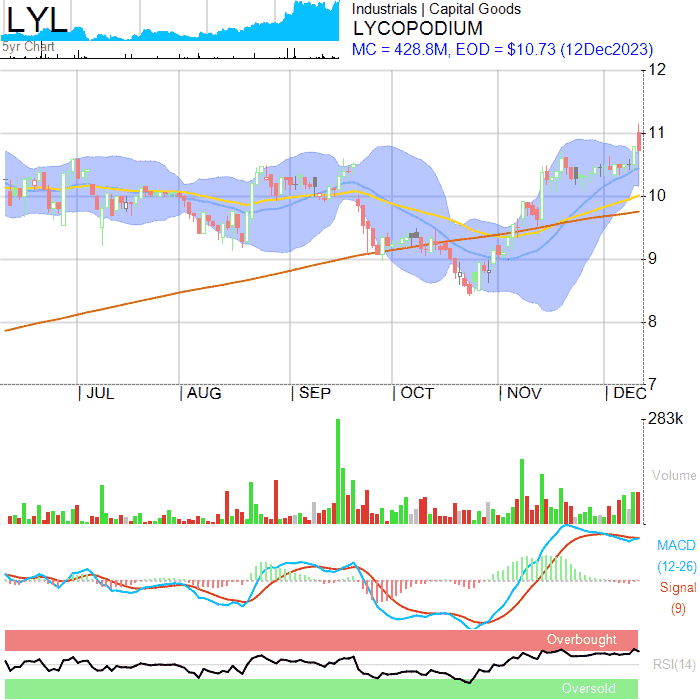 LYL
5yr Chart
Industrials | Capital Goods
LYCOPODIUM
MC = 428.8M, EOD = $10.73 (12Dec2023)
12
11
10
9
8
7
| JUL | AUG | SEP | OCT | NOV | DEC
283k
Volume
MACD
(12-26)
Signal
(9)
Overbought
RSI(14)
Oversold